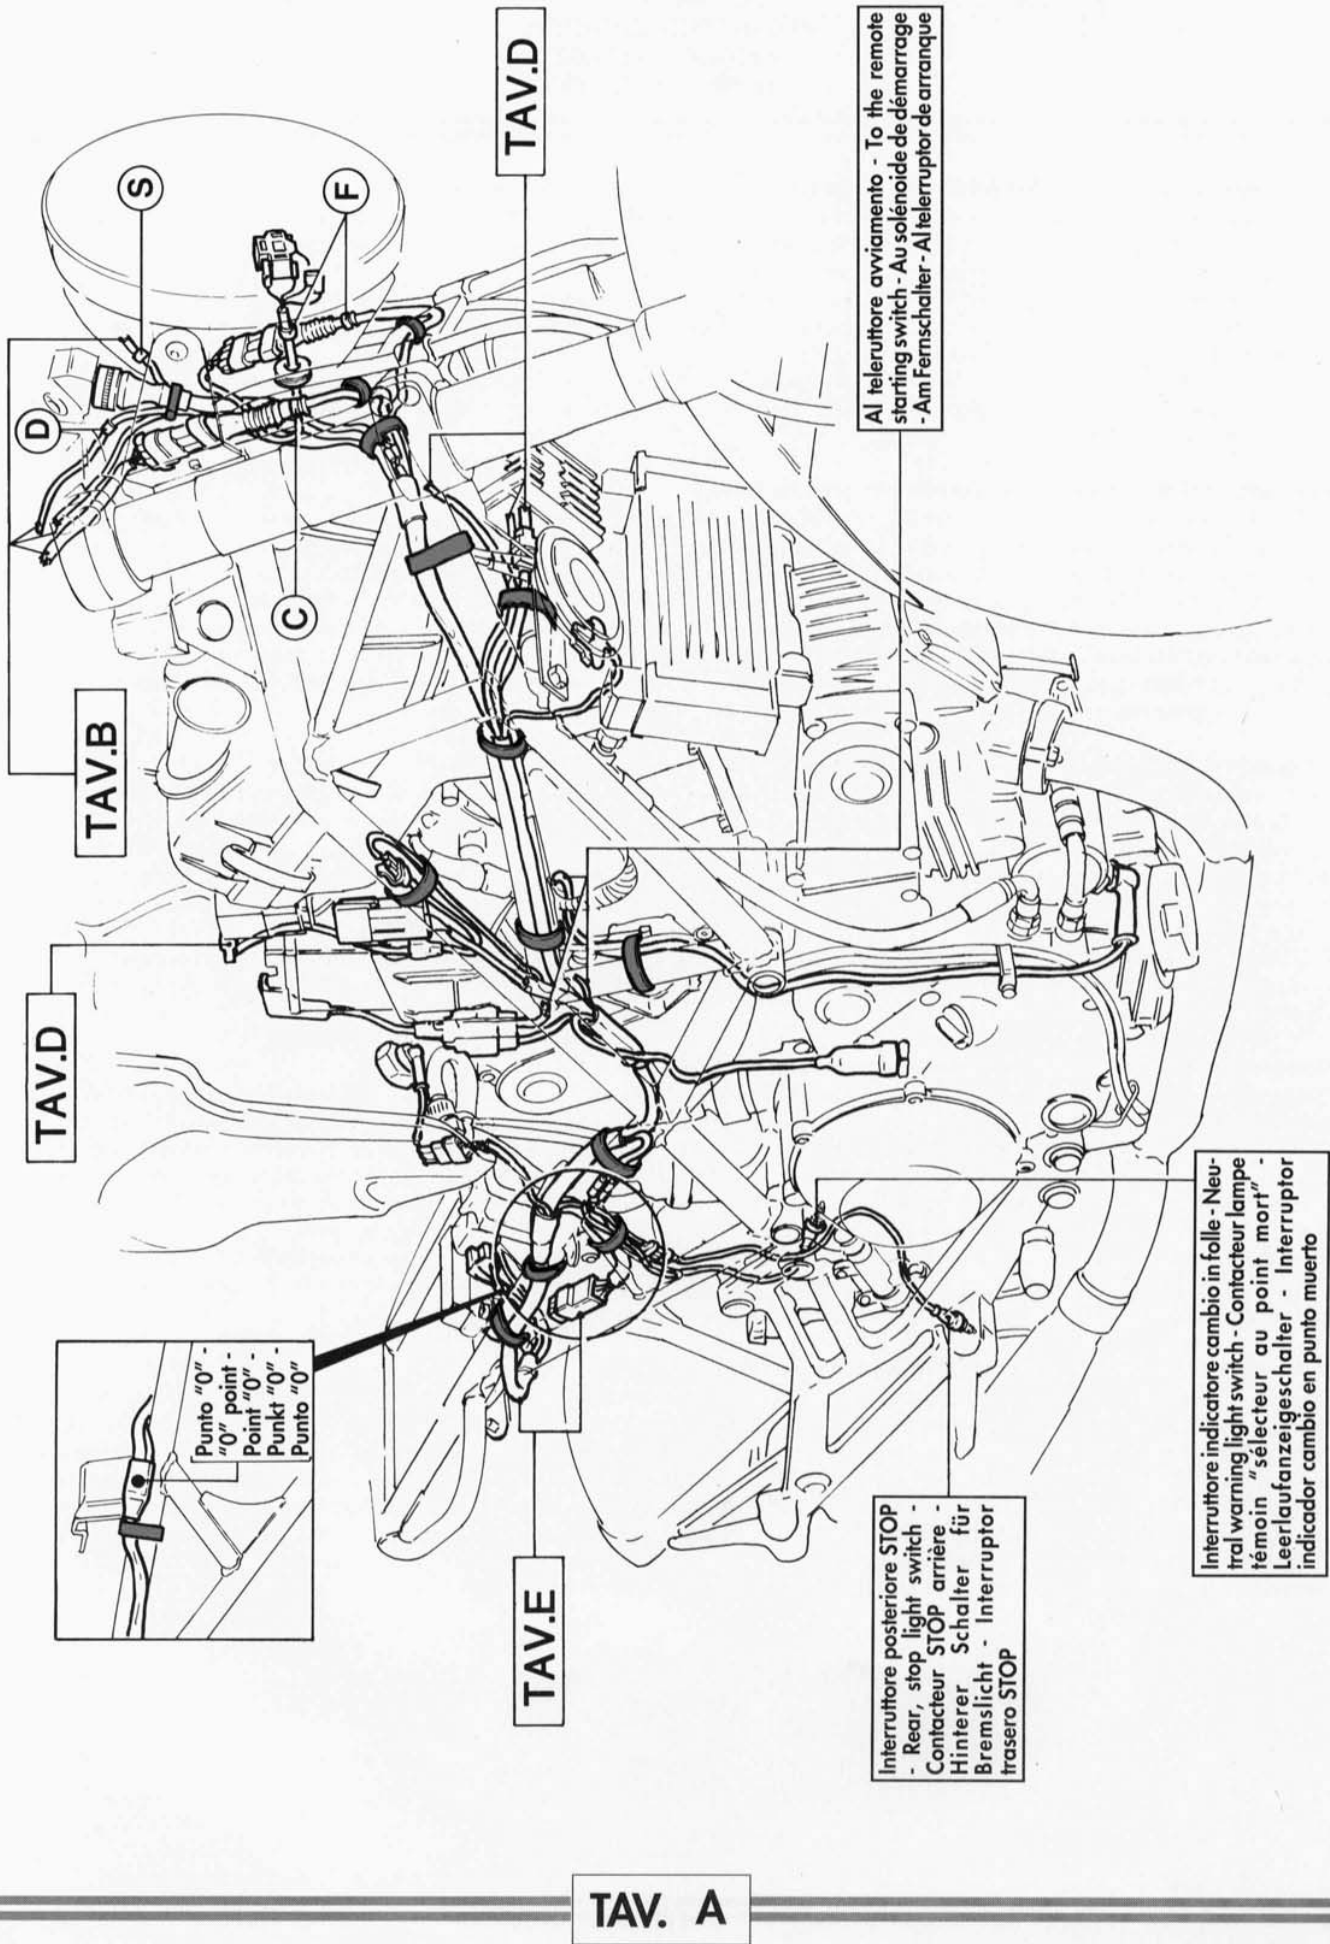 TAV.B
TAV.D
TAV.D
TAV.E
D
S
F
C
Punto "0" -
"0" point -
Point "0" -
Punkt "0" -
Punto "0"
Al teleruttore avviamento - To the remote
starting switch - Au solénoide de démarrage
- Am Fernschalter - Al telerruptor de arranque
Interruttore posteriore STOP
- Rear, stop light switch -
Contacteur STOP arrière -
Hinterer Schalter für
Bremslicht - Interruptor
trasero STOP
Interruttore indicatore cambio in folle - Neu-
tral warning light switch - Contacteur lampe
témoin "sélecteur au point mort" -
Leerlaufanzeigeschalter - Interruptor
indicador cambio en punto muerto
TAV. A